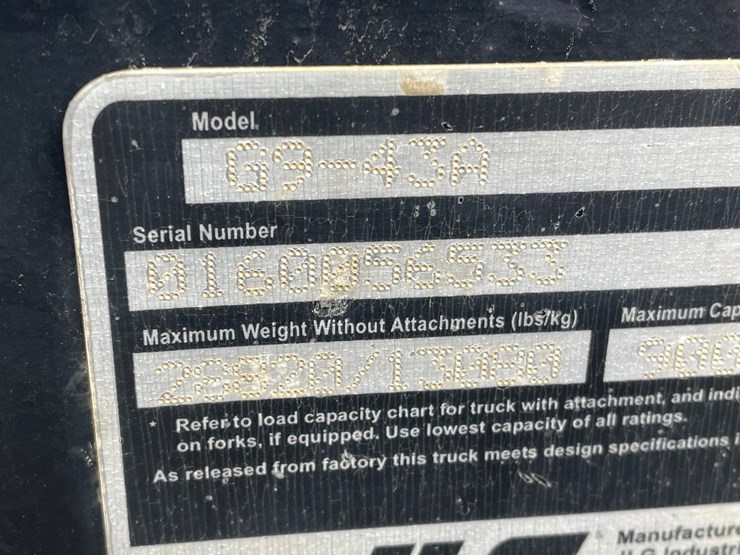 Model
G9-43A
Serial Number
0160056533
Maximum Weight Without Attachments (lbs/kg)
Maximum Cap
28820/13080
900
* Refer to load capacity chart for truck with attachment, and indi
on forks, if equipped. Use lowest capacity of all ratings.
As released from factory this truck meets design specifications
Manufacture